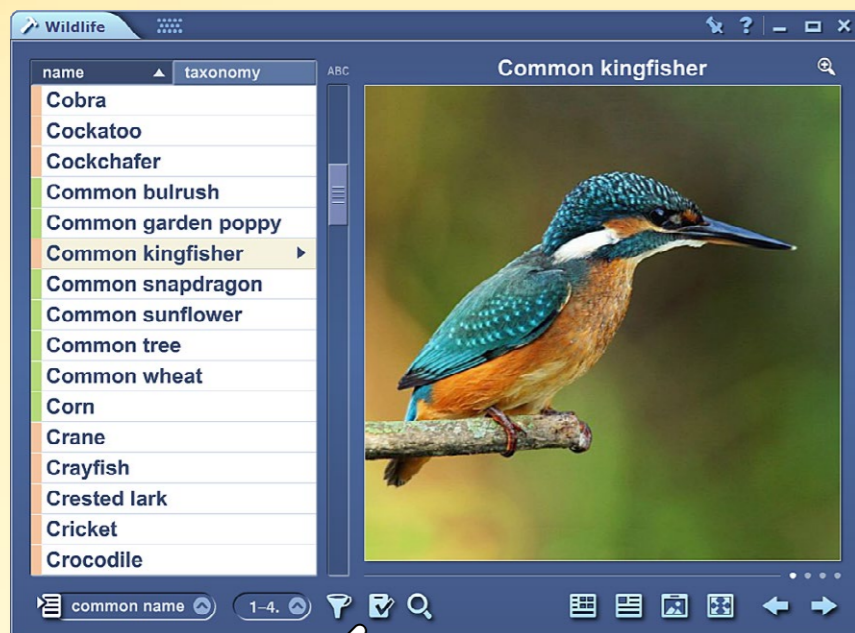 Wildlife
?
name
taxonomy
ABC
Common kingfisher
Cobra
Cockatoo
Cockchafer
Common bulrush
Common garden poppy
Common kingfisher
Common snapdragon
Common sunflower
Common tree
Common wheat
Corn
Crane
Crayfish
Crested lark
Cricket
Crocodile
common name
1–4.